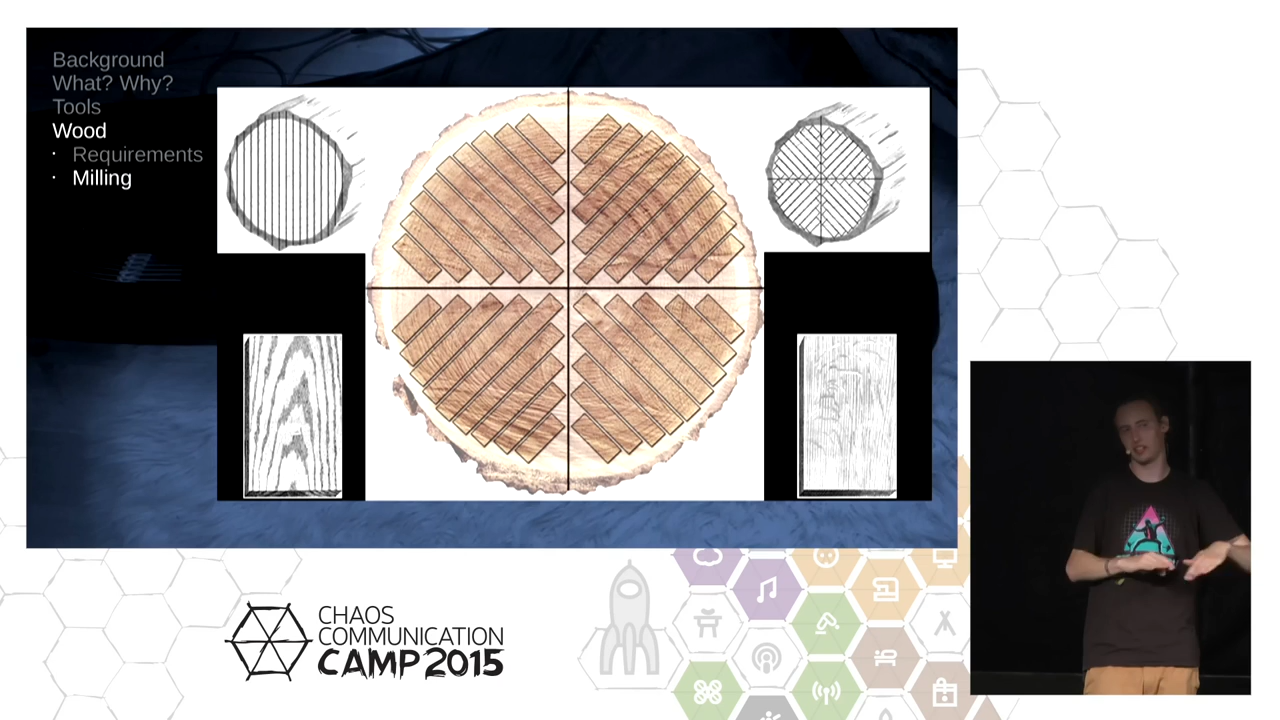 Background
What? Why?
Tools
Wood
· Requirements
· Milling
CHAOS
COMMUNICATION
CAMP 2015